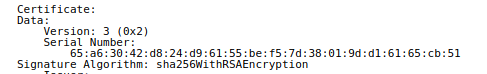 Certificate:
Data:
Version: 3 (0x2)
Serial Number:
65:a6:30:42:d8:24:d9:61:55:be:f5:7d:38:01:9d:d1:61:65:cb:51
Signature Algorithm: sha256WithRSAEncryption